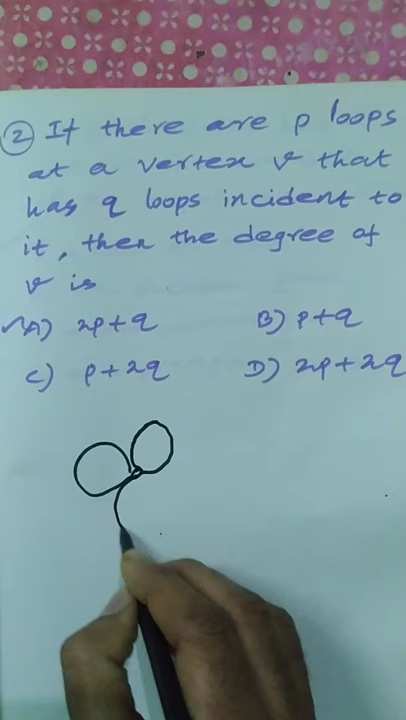 ② If there are p loops
at a vertex v that
has q loops incident to
it, then the degree of
v is
A) 2p+q B) p+q
C) p+2q D) 2p+2q